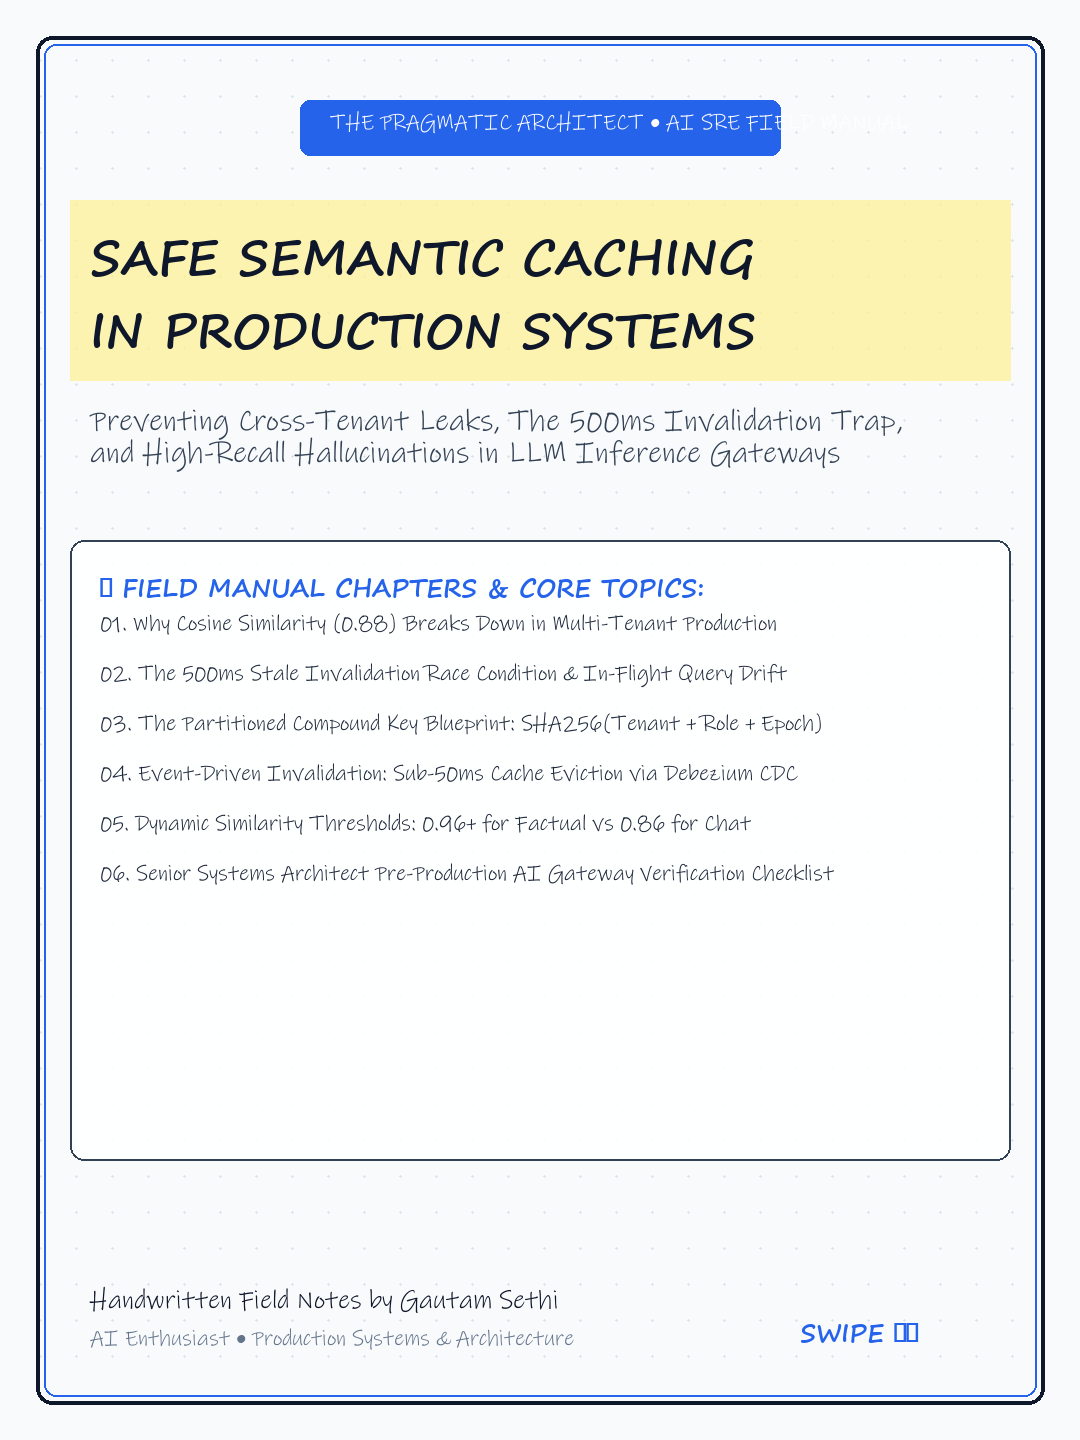 THE PRAGMATIC ARCHITECT • AI SRE FIELD MANUAL
SAFE SEMANTIC CACHING
IN PRODUCTION SYSTEMS
Preventing Cross-Tenant Leaks, The 500ms Invalidation Trap,
and High-Recall Hallucinations in LLM Inference Gateways
FIELD MANUAL CHAPTERS & CORE TOPICS:
01. Why Cosine Similarity (0.88) Breaks Down in Multi-Tenant Production
02. The 500ms Stale Invalidation Race Condition & In-Flight Query Drift
03. The Partitioned Compound Key Blueprint: SHA256(Tenant + Role + Epoch)
04. Event-Driven Invalidation: Sub-50ms Cache Eviction via Debezium CDC
05. Dynamic Similarity Thresholds: 0.96+ for Factual vs 0.86 for Chat
06. Senior Systems Architect Pre-Production AI Gateway Verification Checklist
Handwritten Field Notes by Gautam Sethi
AI Enthusiast • Production Systems & Architecture
SWIPE